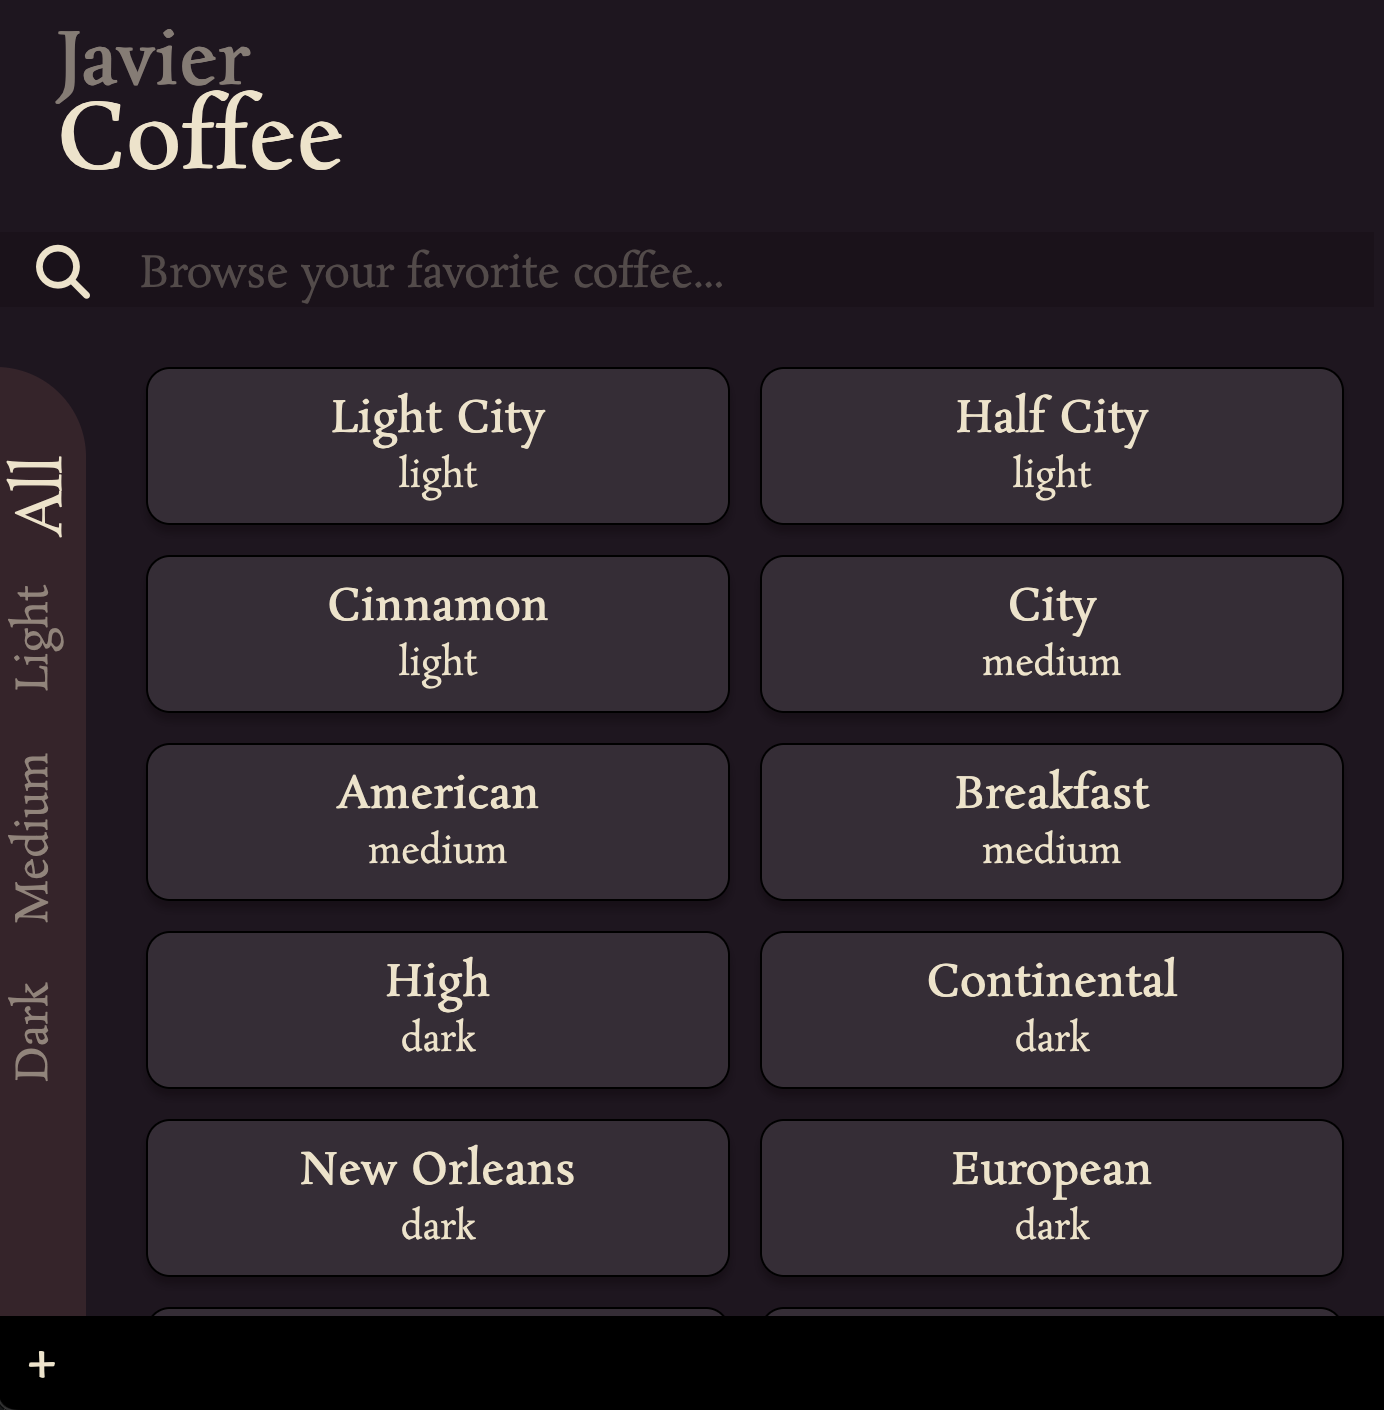 Javier
Coffee
Browse your favorite coffee...
All
Light
Medium
Dark
Light City
light
Half City
light
Cinnamon
light
City
medium
American
medium
Breakfast
medium
High
dark
Continental
dark
New Orleans
dark
European
dark
+